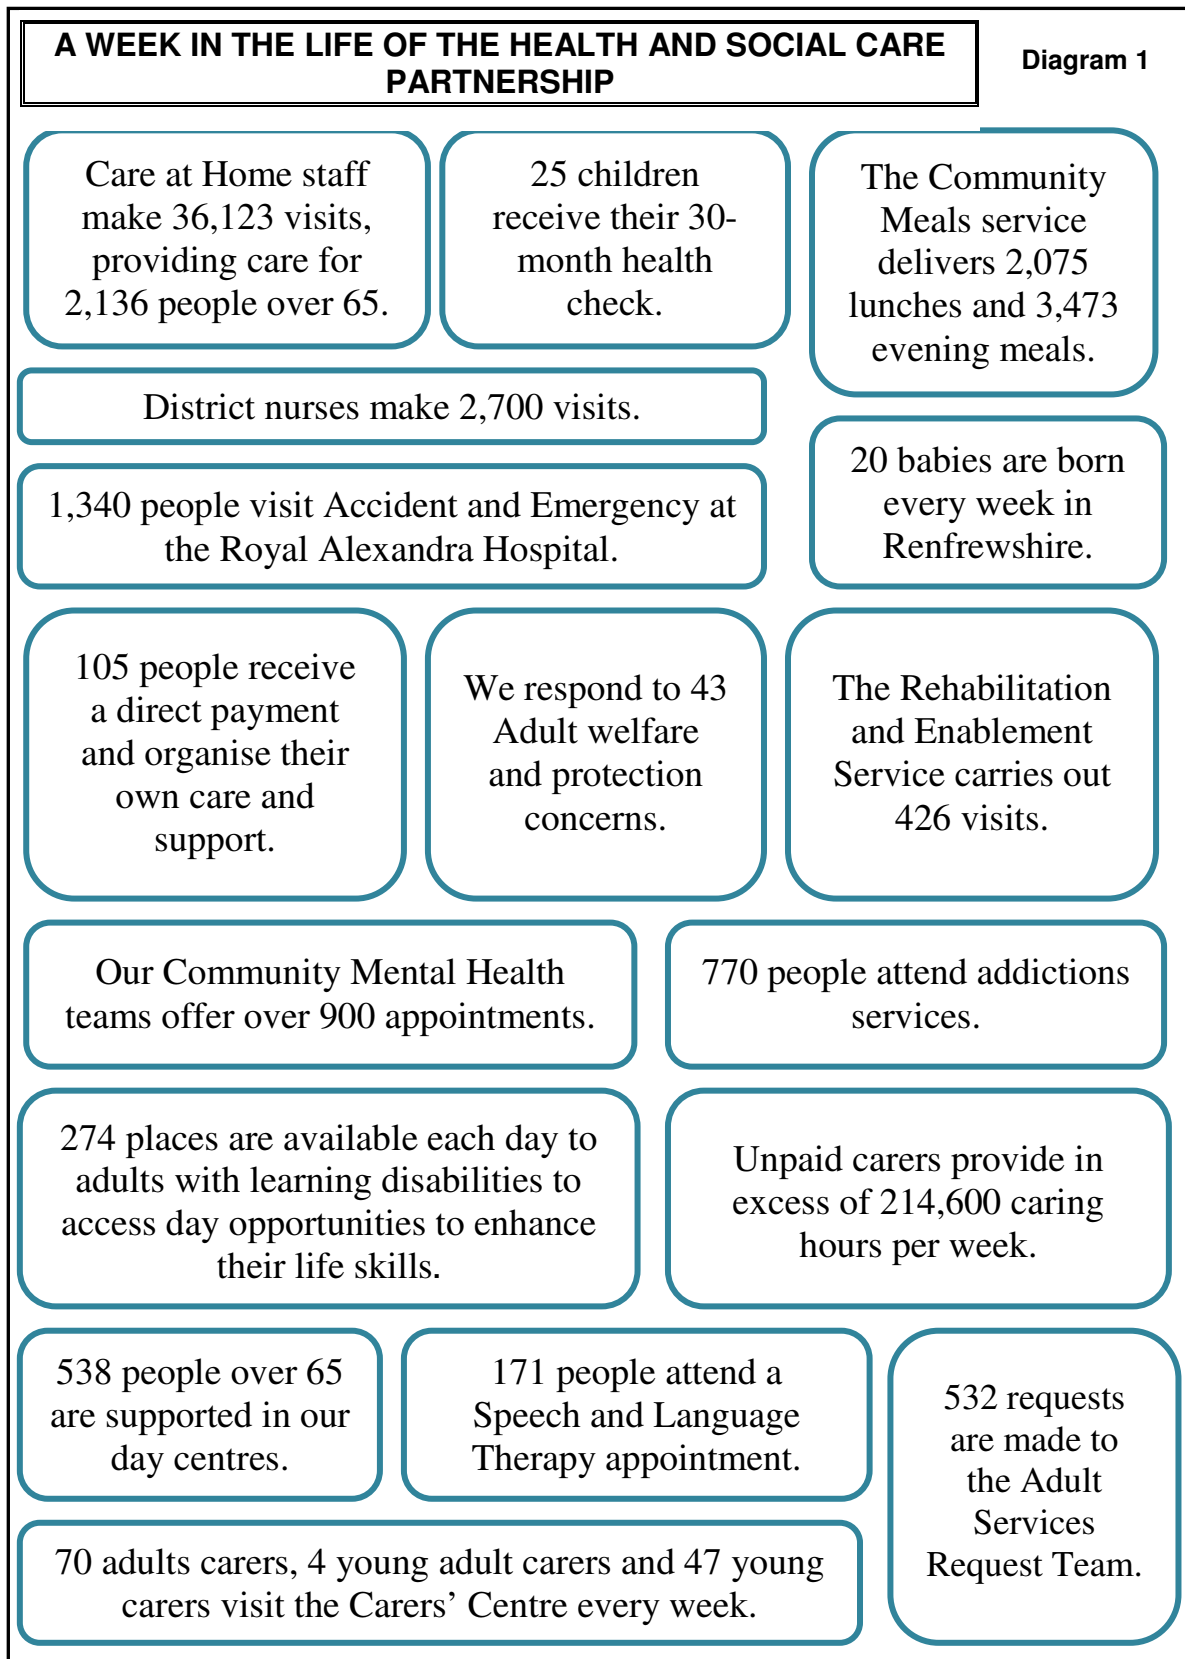 A WEEK IN THE LIFE OF THE HEALTH AND SOCIAL CARE
PARTNERSHIP
Diagram 1
Care at Home staff
make 36,123 visits,
providing care for
2,136 people over 65.
25 children
receive their 30-
month health
check.
The Community
Meals service
delivers 2,075
lunches and 3,473
evening meals.
District nurses make 2,700 visits.
1,340 people visit Accident and Emergency at
the Royal Alexandra Hospital.
20 babies are born
every week in
Renfrewshire.
105 people receive
a direct payment
and organise their
own care and
support.
We respond to 43
Adult welfare
and protection
concerns.
The Rehabilitation
and Enablement
Service carries out
426 visits.
Our Community Mental Health
teams offer over 900 appointments.
770 people attend addictions
services.
274 places are available each day to
adults with learning disabilities to
access day opportunities to enhance
their life skills.
Unpaid carers provide in
excess of 214,600 caring
hours per week.
538 people over 65
are supported in our
day centres.
171 people attend a
Speech and Language
Therapy appointment.
532 requests
are made to
the Adult
Services
Request Team.
70 adults carers, 4 young adult carers and 47 young
carers visit the Carers’ Centre every week.